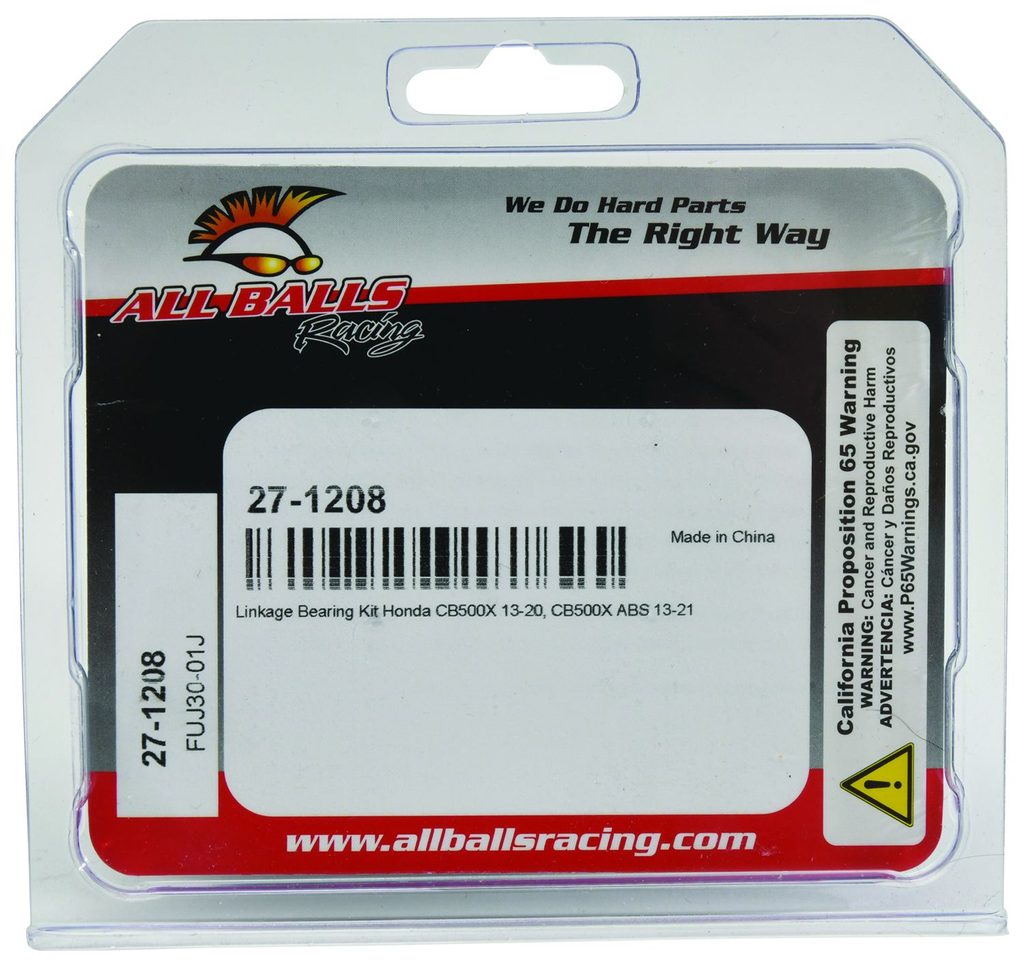 We Do Hard Parts
The Right Way
ALL BALLS
Racing
27-1208
Made in China
Linkage Bearing Kit Honda CB500X 13-20, CB500X ABS 13-21
27-1208
FUJ30-01J
California Proposition 65 Warning
WARNING: Cancer and Reproductive Harm
ADVERTENCIA: Cáncer y Daños Reproductivos
www.P65Warnings.ca.gov
www.allballsracing.com